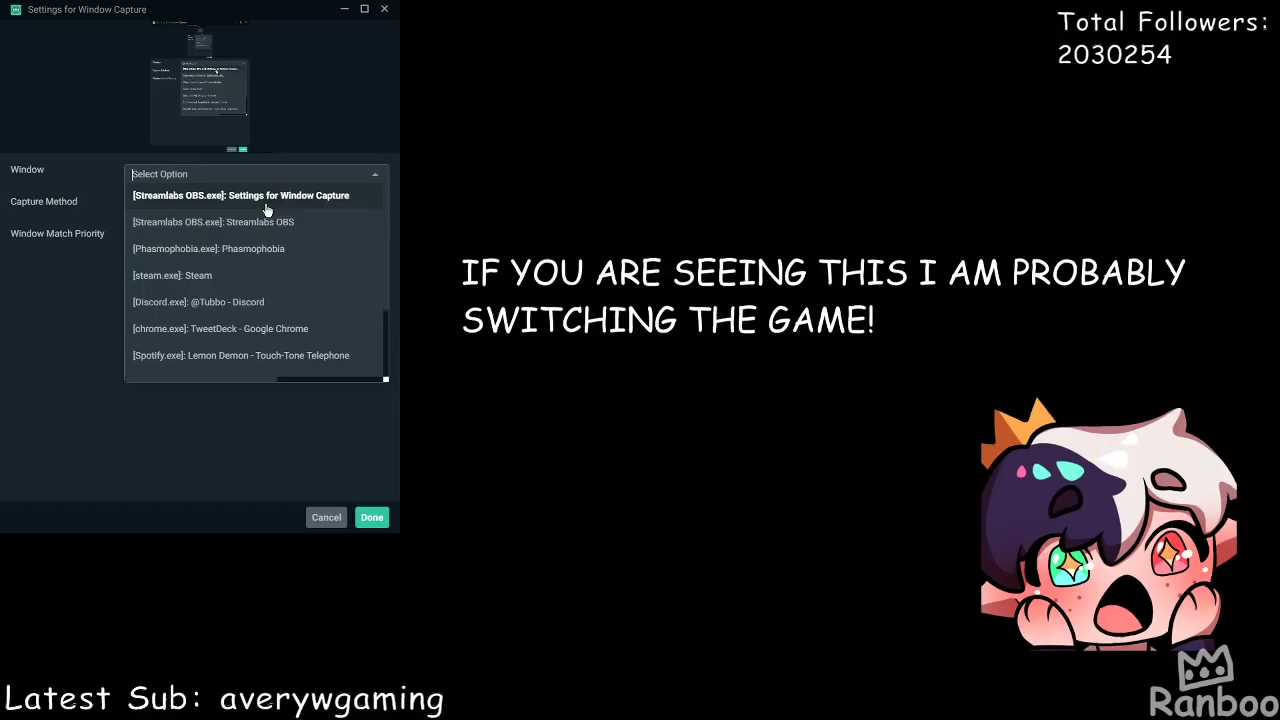 Settings for Window Capture
Total Followers:
2030254
Window
Select Option
[Streamlabs OBS.exe]: Settings for Window Capture
Capture Method
[Streamlabs OBS.exe]: Streamlabs OBS
Window Match Priority
[Phasmophobia.exe]: Phasmophobia
[steam.exe]: Steam
[Discord.exe]: @Tubbo - Discord
[chrome.exe]: TweetDeck - Google Chrome
[Spotify.exe]: Lemon Demon - Touch-Tone Telephone
IF YOU ARE SEEING THIS I AM PROBABLY
SWITCHING THE GAME!
Cancel
Done
Latest Sub: averywgaming
Ranboo